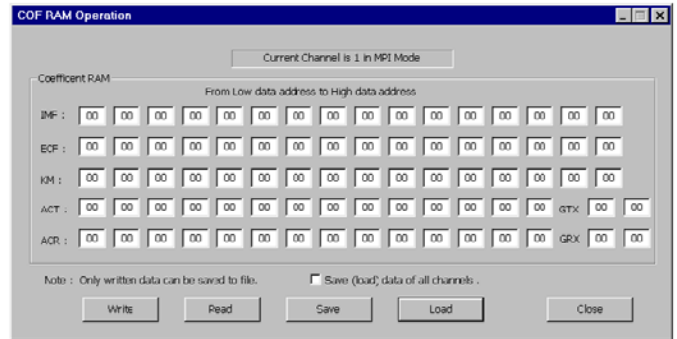 COF RAM Operation
Current Channel is 1 in MPI Mode
Coefficent RAM
From Low data address to High data address
IMF : 00 00 00 00 00 00 00 00 00 00 00 00 00 00 00 00
ECF : 00 00 00 00 00 00 00 00 00 00 00 00 00 00 00 00
KM : 00 00 00 00 00 00 00 00 00 00 00 00 00 00 00 00
ACT : 00 00 00 00 00 00 00 00 00 00 00 00 00 00 GTX 00 00
ACR : 00 00 00 00 00 00 00 00 00 00 00 00 00 00 GRX 00 00
Note : Only written data can be saved to file. Save (load) data of all channels .
Write Read Save Load Close